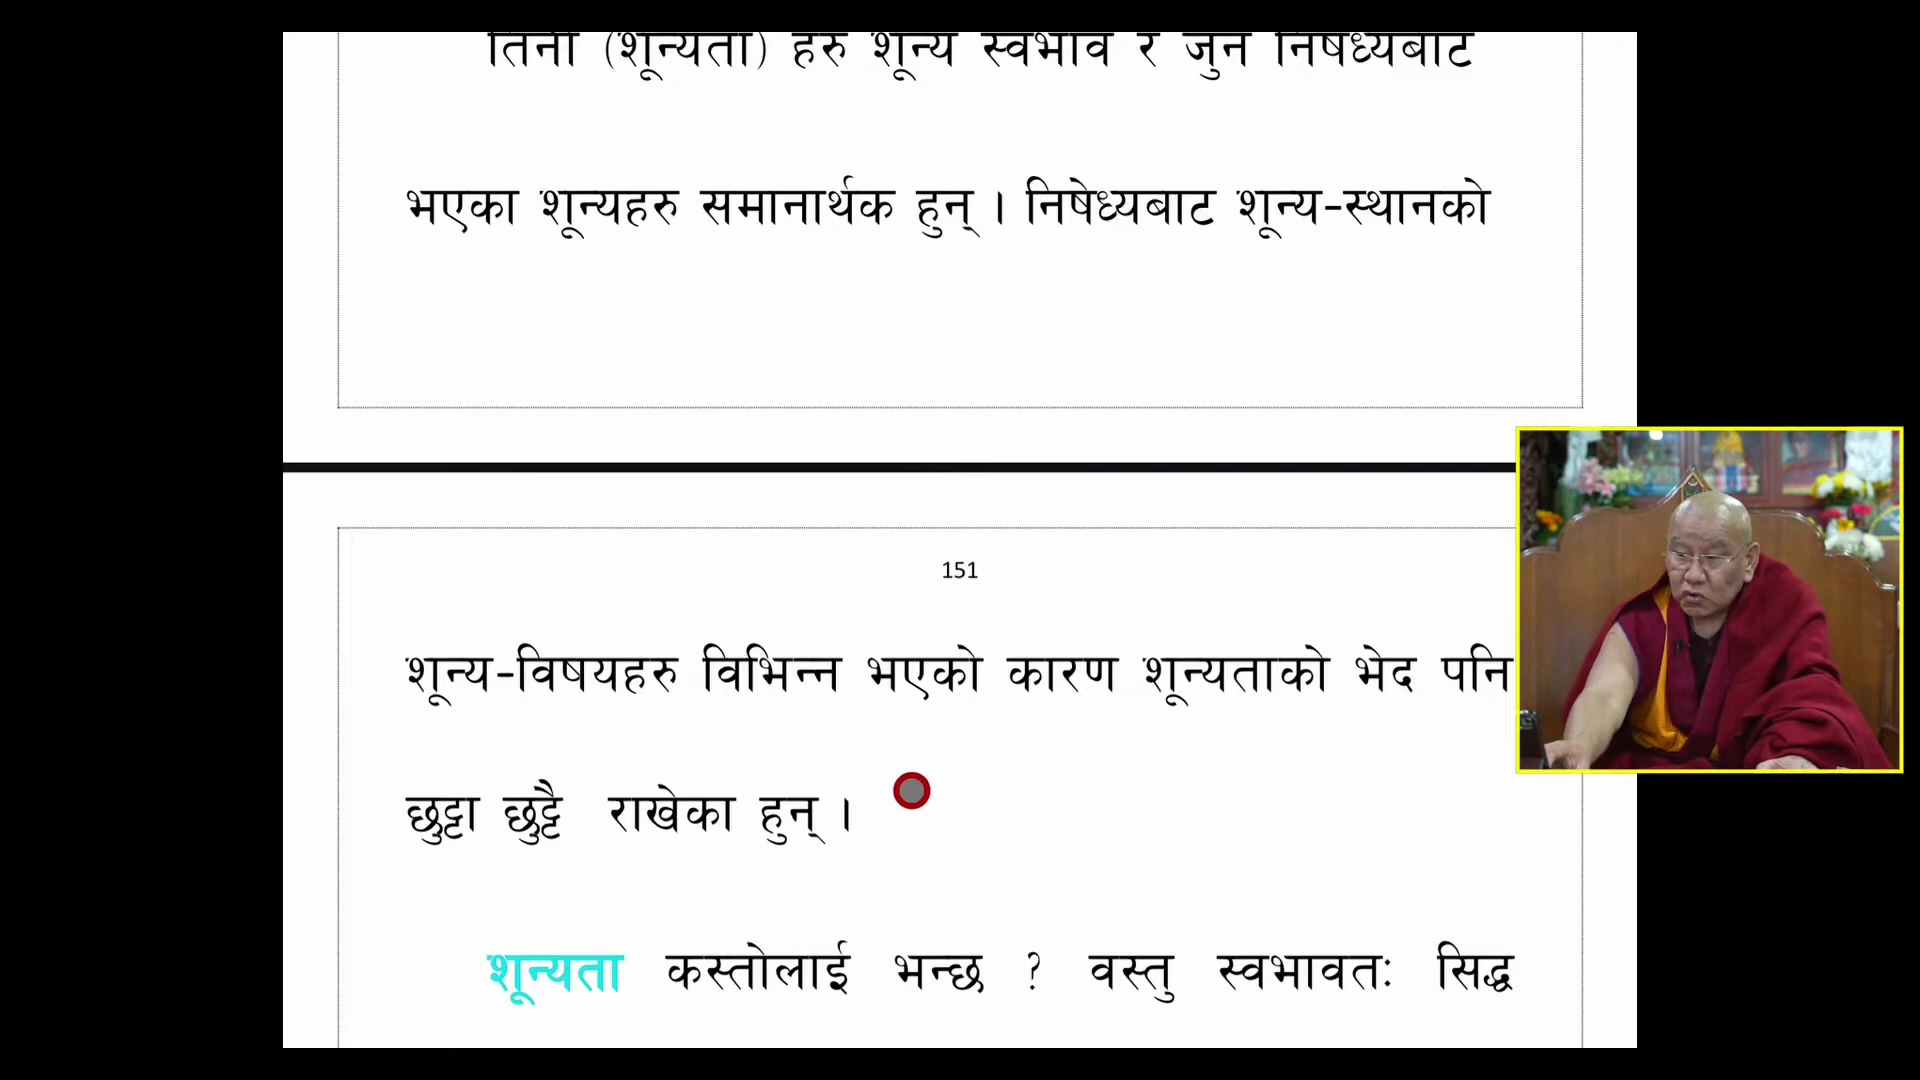 तिनी (शून्यता) हरु शून्य स्वभाव र जुन निषेध्यबाट
भएका शून्यहरु समानार्थक हुन् । निषेध्यबाट शून्य-स्थानको
151
शून्य-विषयहरु विभिन्न भएको कारण शून्यताको भेद पनि
छुट्टा छुट्टै राखेका हुन् ।
शून्यता कस्तोलाई भन्छ ? वस्तु स्वभावतः सिद्ध